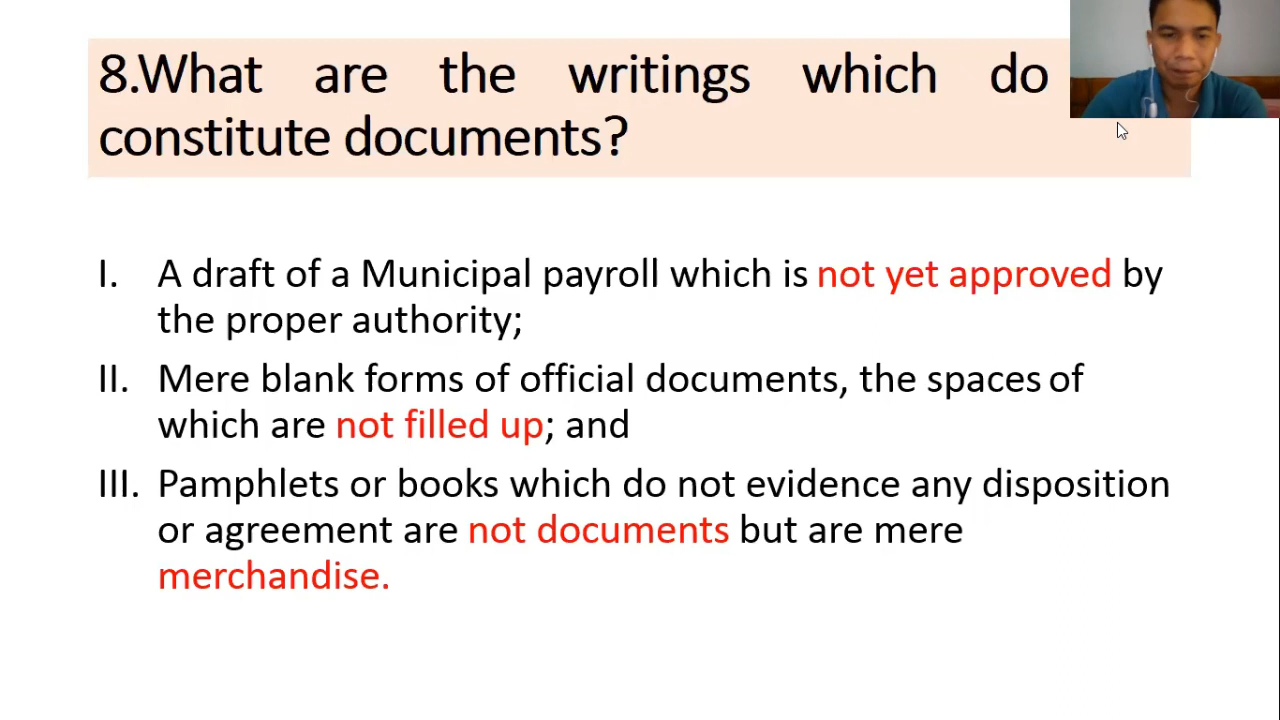 8.What are the writings which do
constitute documents?
I. A draft of a Municipal payroll which is not yet approved by
the proper authority;
II. Mere blank forms of official documents, the spaces of
which are not filled up; and
III. Pamphlets or books which do not evidence any disposition
or agreement are not documents but are mere
merchandise.